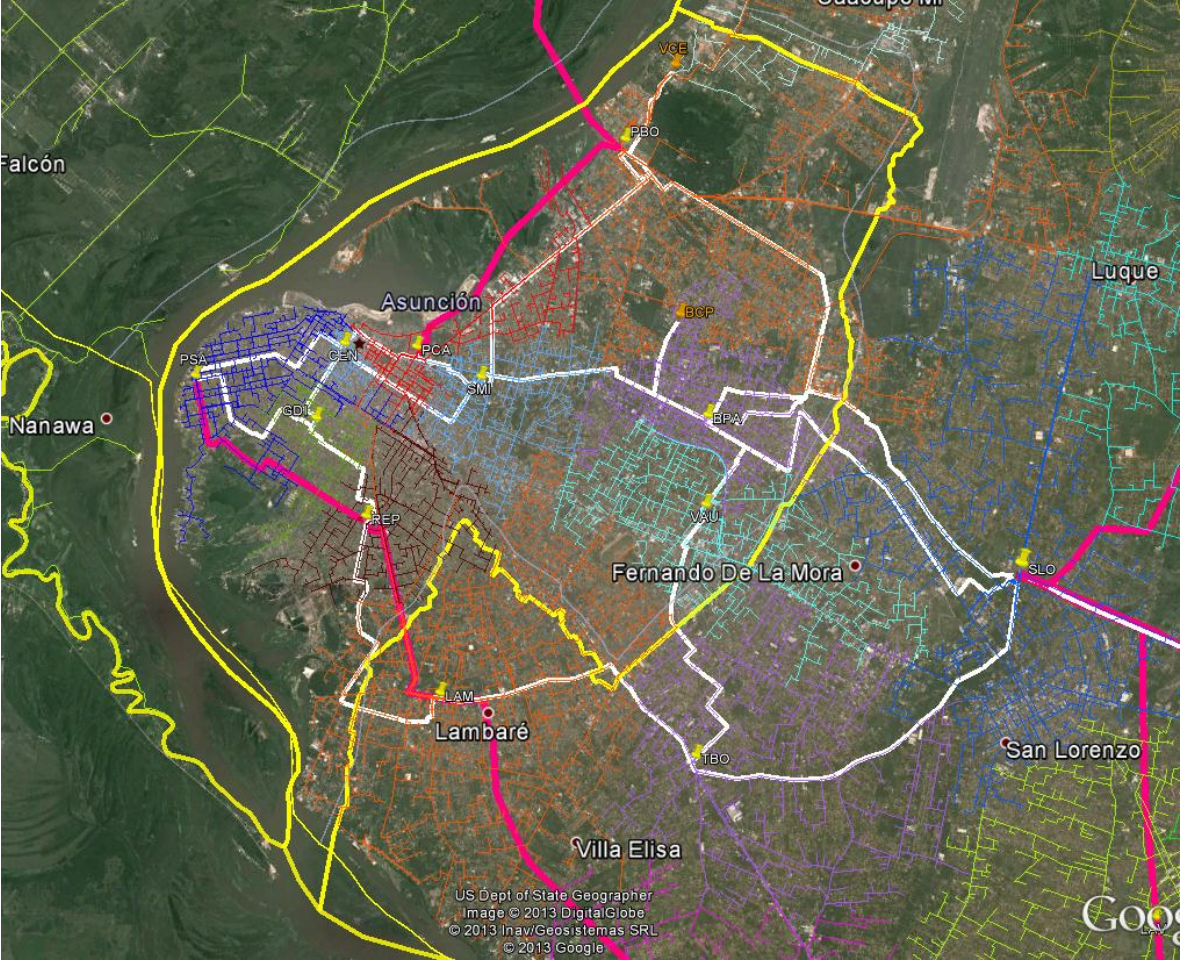 VCE
PBO
Falcón
Luque
Asunción
BCP
CEN
PCA
PSA
SMI
GDI
BPA
Nanawa
REP
VAU
Fernando De La Mora
SLO
LAM
Lambaré
San Lorenzo
TBO
Villa Elisa
US Dept of State Geographer
Image © 2013 DigitalGlobe
© 2013 Inav/Geosistemas SRL
© 2013 Google